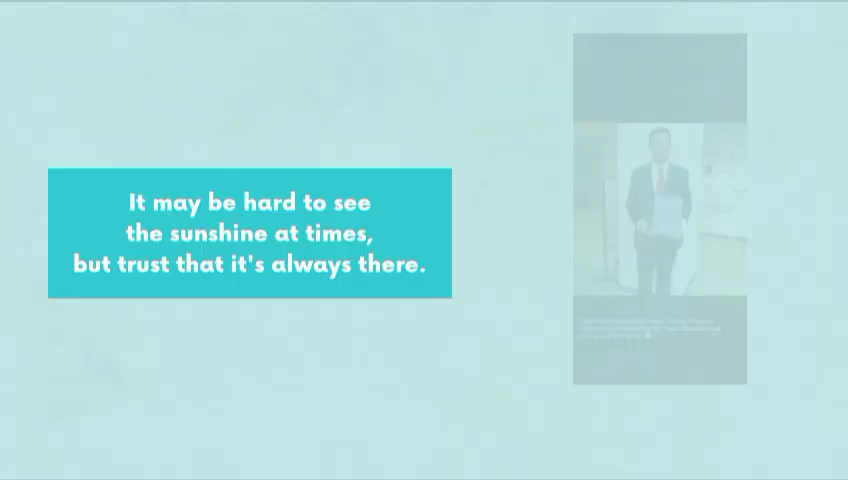 It may be hard to see
the sunshine at times,
but trust that it's always there.